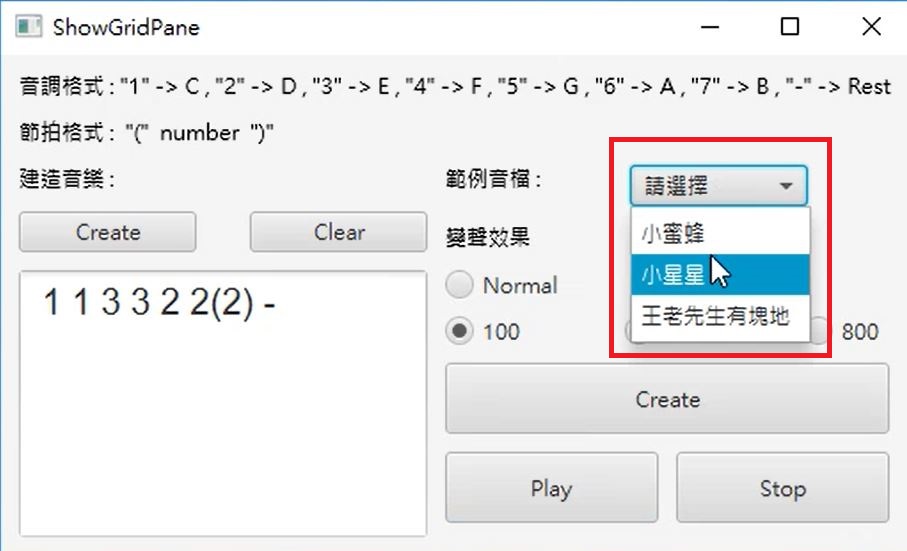 ShowGridPane
音調格式 : "1" -> C , "2" -> D , "3" -> E , "4" -> F , "5" -> G , "6" -> A , "7" -> B , "-" -> Rest
節拍格式 : "(" number ")"
建造音樂 :
Create Clear
1 1 3 3 2 2(2) -
範例音檔 :
請選擇
小蜜蜂
小星星
王老先生有塊地
變聲效果
Normal
100 800
Create
Play Stop